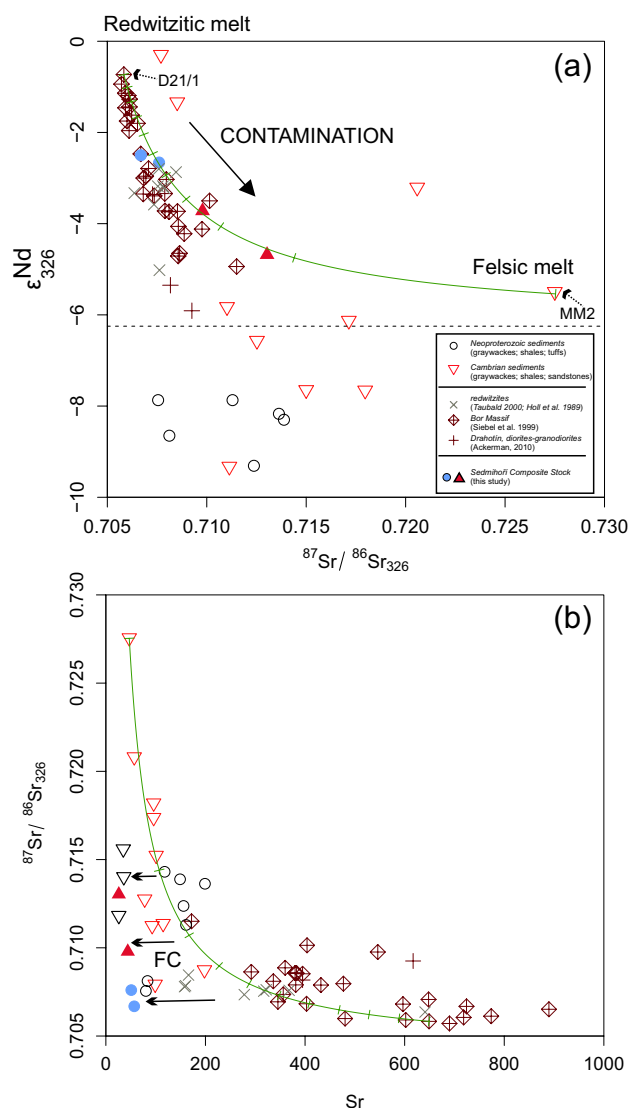 Redwitzitic melt
(a)
0
D21/1
CONTAMINATION
−2
−4
εNd326
Felsic melt
−6
MM2
Neoproterozoic sediments
(graywackes; shales; tuffs)
Cambrian sediments
(graywackes; shales; sandstones)
redwitzites
(Taubald 2000; Holl et al. 1989)
Bor Massif
(Siebel et al. 1999)
Drahotín, diorites-granodiorites
(Ackerman, 2010)
Sedmihoří Composite Stock
(this study)
−8
−10
0.705 0.710 0.715 0.720 0.725 0.730
87Sr/ 86Sr326
(b)
0.730
0.725
0.720
0.715
0.710
0.705
87Sr/ 86Sr326
FC
0 200 400 600 800 1000
Sr